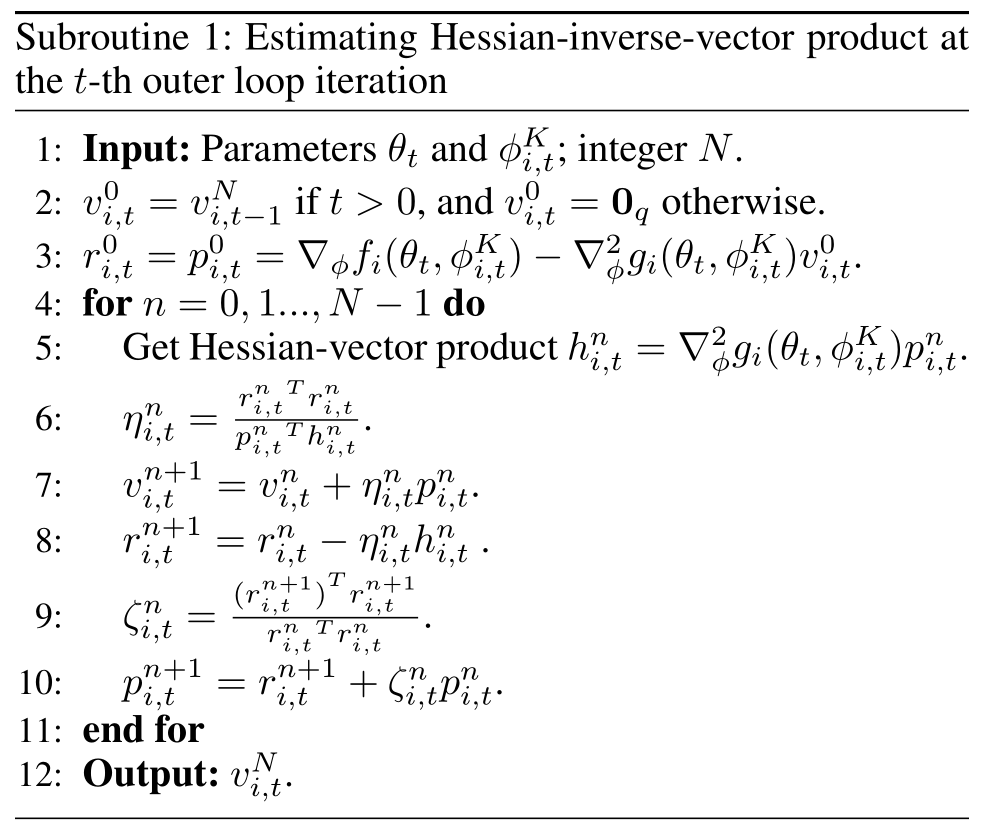 Subroutine 1: Estimating Hessian-inverse-vector product at
the $t$-th outer loop iteration
1: Input: Parameters $\theta_t$ and $\phi_{i,t}^K$; integer $N$.
2: $v_{i,t}^0 = v_{i,t-1}^N$ if $t > 0$, and $v_{i,t}^0 = \mathbf{0}_q$ otherwise.
3: $r_{i,t}^0 = p_{i,t}^0 = \nabla_\phi f_i(\theta_t, \phi_{i,t}^K) - \nabla_\phi^2 g_i(\theta_t, \phi_{i,t}^K) v_{i,t}^0$.
4: for $n = 0, 1..., N - 1$ do
5: Get Hessian-vector product $h_{i,t}^n = \nabla_\phi^2 g_i(\theta_t, \phi_{i,t}^K) p_{i,t}^n$.
6: $\eta_{i,t}^n = \frac{{r_{i,t}^n}^T r_{i,t}^n}{{p_{i,t}^n}^T h_{i,t}^n}$.
7: $v_{i,t}^{n+1} = v_{i,t}^n + \eta_{i,t}^n p_{i,t}^n$.
8: $r_{i,t}^{n+1} = r_{i,t}^n - \eta_{i,t}^n h_{i,t}^n$ .
9: $\zeta_{i,t}^n = \frac{(r_{i,t}^{n+1})^T r_{i,t}^{n+1}}{{r_{i,t}^n}^T r_{i,t}^n}$.
10: $p_{i,t}^{n+1} = r_{i,t}^{n+1} + \zeta_{i,t}^n p_{i,t}^n$.
11: end for
12: Output: $v_{i,t}^N$.